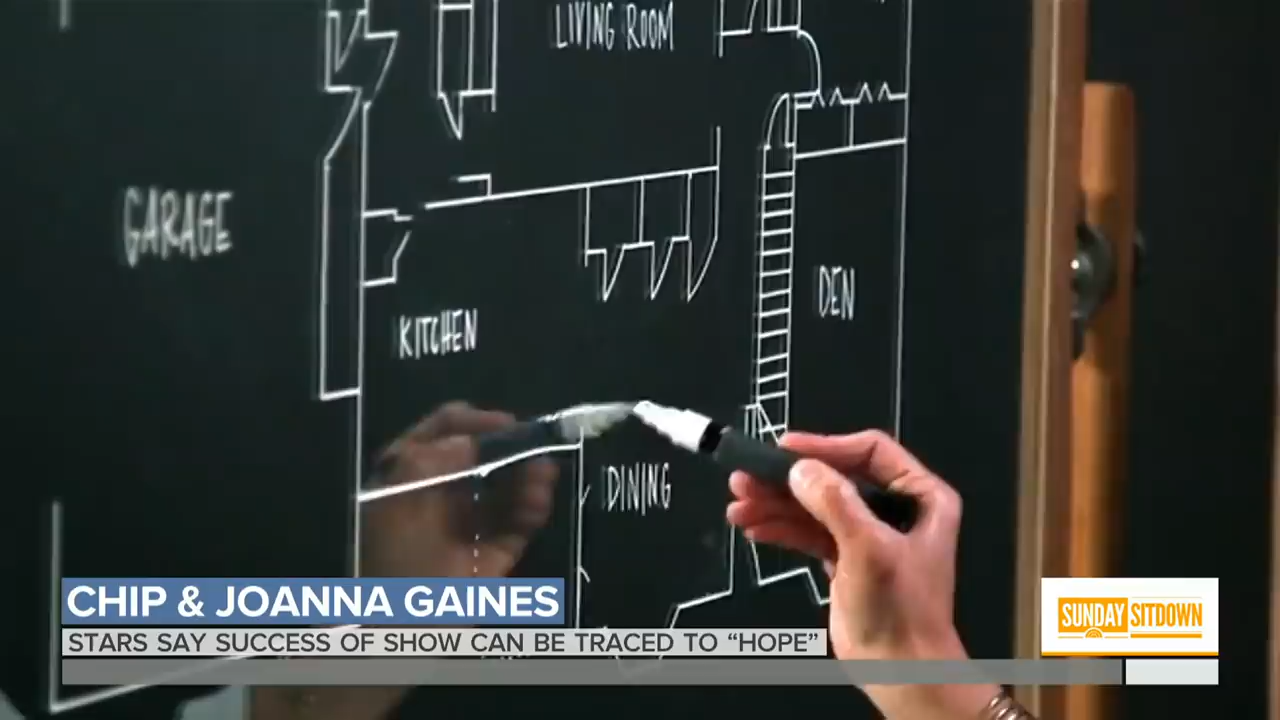 LIVING ROOM
GARAGE
KITCHEN
DEN
DINING
CHIP & JOANNA GAINES
STARS SAY SUCCESS OF SHOW CAN BE TRACED TO “HOPE”
SUNDAY SITDOWN